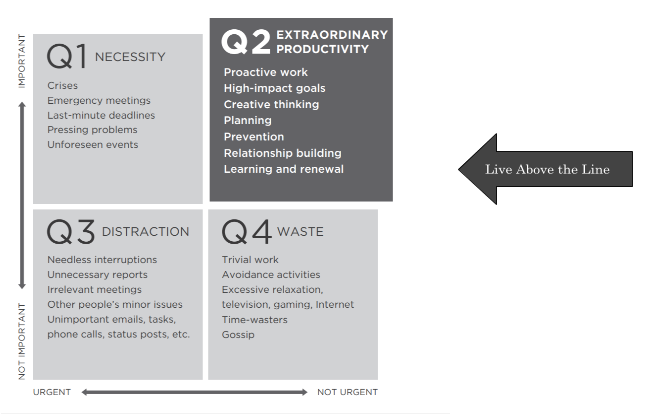 IMPORTANT
Q1 NECESSITY
Crises
Emergency meetings
Last-minute deadlines
Pressing problems
Unforeseen events
Q2 EXTRAORDINARY
PRODUCTIVITY
Proactive work
High-impact goals
Creative thinking
Planning
Prevention
Relationship building
Learning and renewal
Live Above the Line
NOT IMPORTANT
Q3 DISTRACTION
Needless interruptions
Unnecessary reports
Irrelevant meetings
Other people's minor issues
Unimportant emails, tasks,
phone calls, status posts, etc.
Q4 WASTE
Trivial work
Avoidance activities
Excessive relaxation,
television, gaming, Internet
Time-wasters
Gossip
URGENT
NOT URGENT